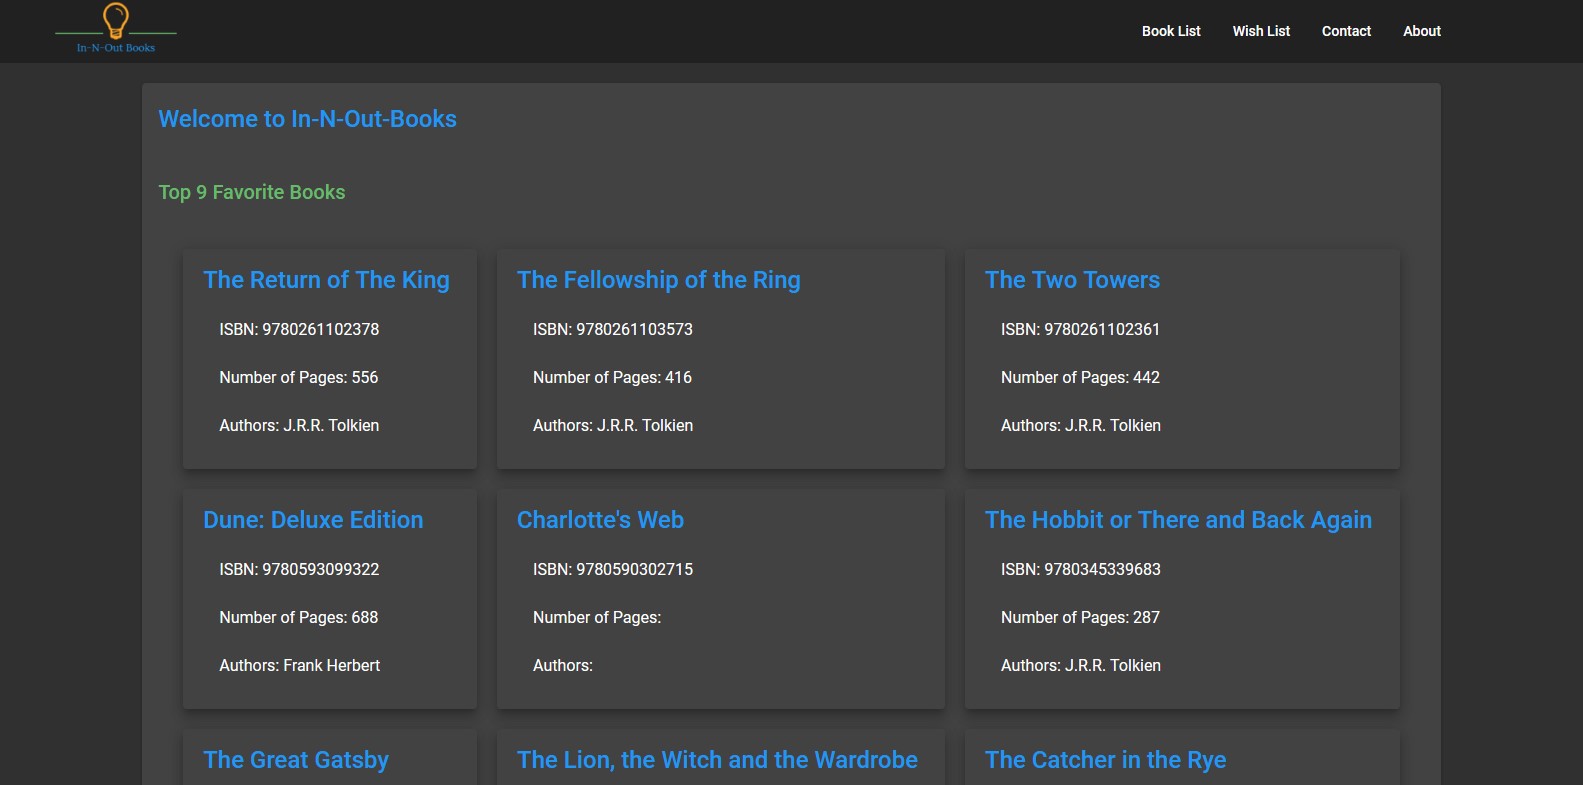 In-N-Out Books
Book List Wish List Contact About
Welcome to In-N-Out-Books
Top 9 Favorite Books
The Return of The King
ISBN: 9780261102378
Number of Pages: 556
Authors: J.R.R. Tolkien
The Fellowship of the Ring
ISBN: 9780261103573
Number of Pages: 416
Authors: J.R.R. Tolkien
The Two Towers
ISBN: 9780261102361
Number of Pages: 442
Authors: J.R.R. Tolkien
Dune: Deluxe Edition
ISBN: 9780593099322
Number of Pages: 688
Authors: Frank Herbert
Charlotte's Web
ISBN: 9780590302715
Number of Pages:
Authors:
The Hobbit or There and Back Again
ISBN: 9780345339683
Number of Pages: 287
Authors: J.R.R. Tolkien
The Great Gatsby
The Lion, the Witch and the Wardrobe
The Catcher in the Rye